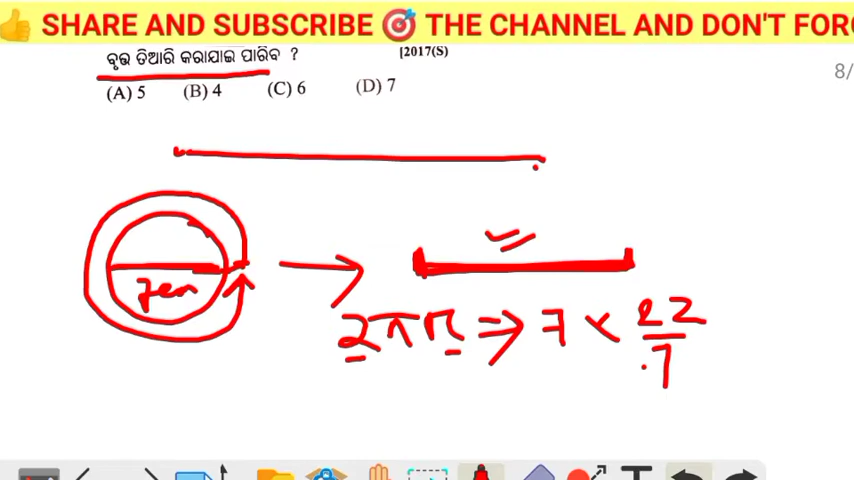 👍 SHARE AND SUBSCRIBE 🎯 THE CHANNEL AND DON'T FORG
ବୃତ୍ତ ତିଆରି କରାଯାଇ ପାରିବ ? [2017(S)
8/
(A) 5 (B) 4 (C) 6 (D) 7
7cm
2πr ⇒ 7 × 22/7